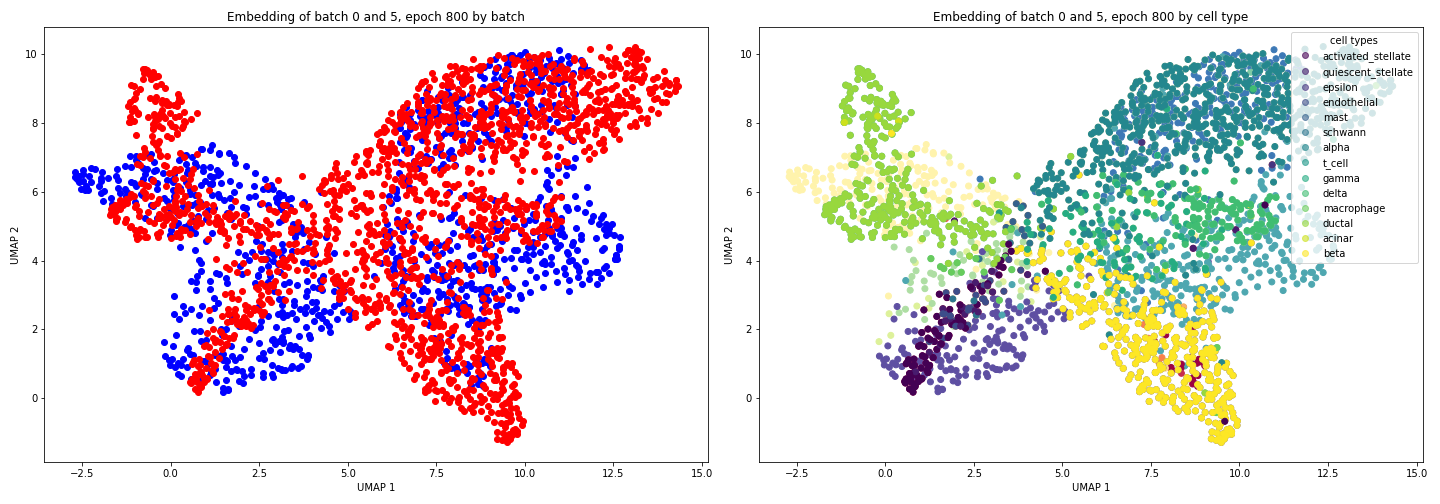 Embedding of batch 0 and 5, epoch 800 by batch
10
8
6
4
2
0
UMAP 2
-2.5
0.0
2.5
5.0
7.5
10.0
12.5
15.0
UMAP 1
Embedding of batch 0 and 5, epoch 800 by cell type
10
8
6
4
2
0
UMAP 2
-2.5
0.0
2.5
5.0
7.5
10.0
12.5
15.0
UMAP 1
cell types
activated_stellate
quiescent_stellate
epsilon
endothelial
mast
schwann
alpha
t_cell
gamma
delta
macrophage
ductal
acinar
beta